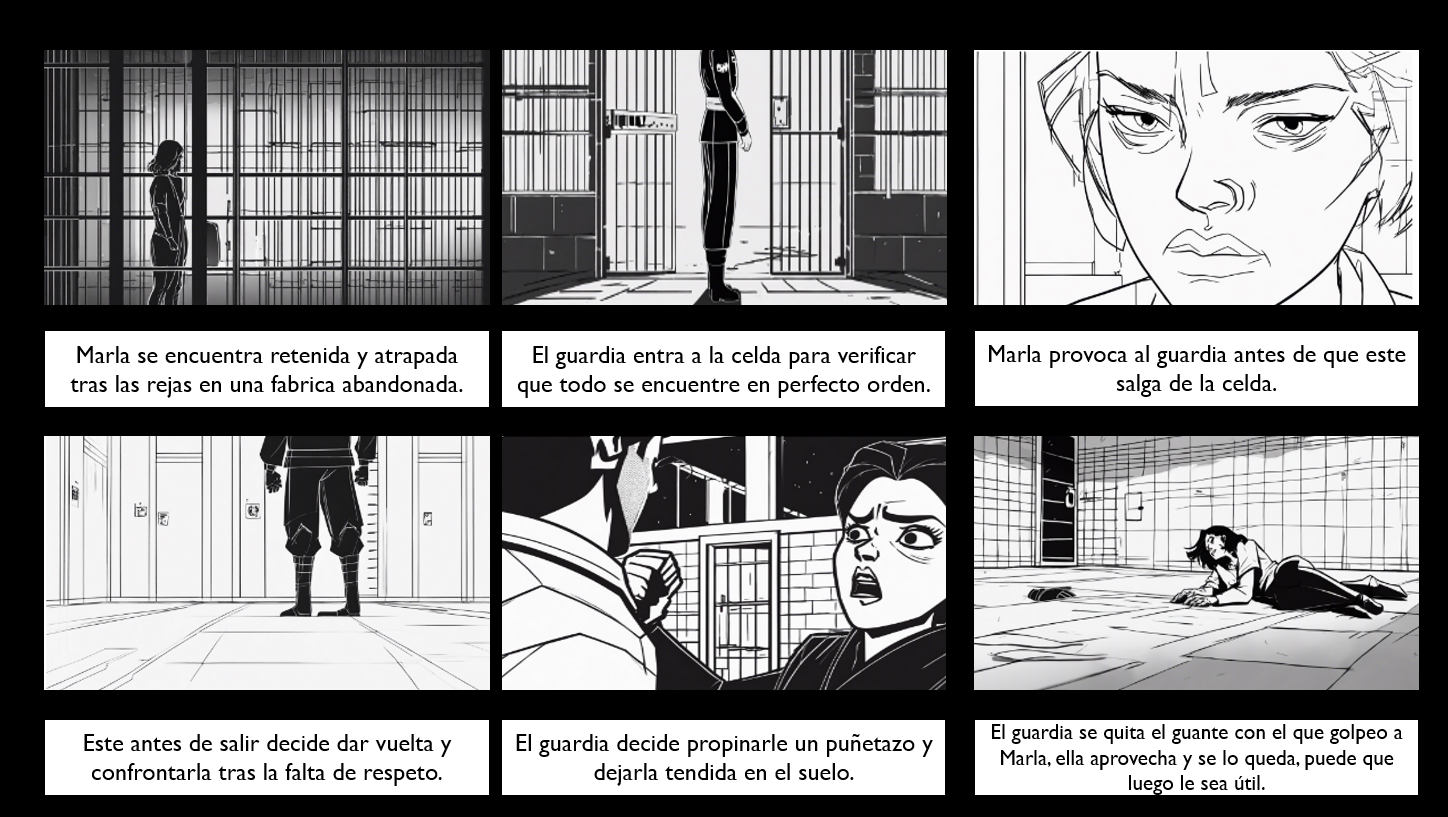 Marla se encuentra retenida y atrapada
tras las rejas en una fabrica abandonada.
El guardia entra a la celda para verificar
que todo se encuentre en perfecto orden.
Marla provoca al guardia antes de que este
salga de la celda.
Este antes de salir decide dar vuelta y
confrontarla tras la falta de respeto.
El guardia decide propinarle un puñetazo y
dejarla tendida en el suelo.
El guardia se quita el guante con el que golpeo a
Marla, ella aprovecha y se lo queda, puede que
luego le sea útil.